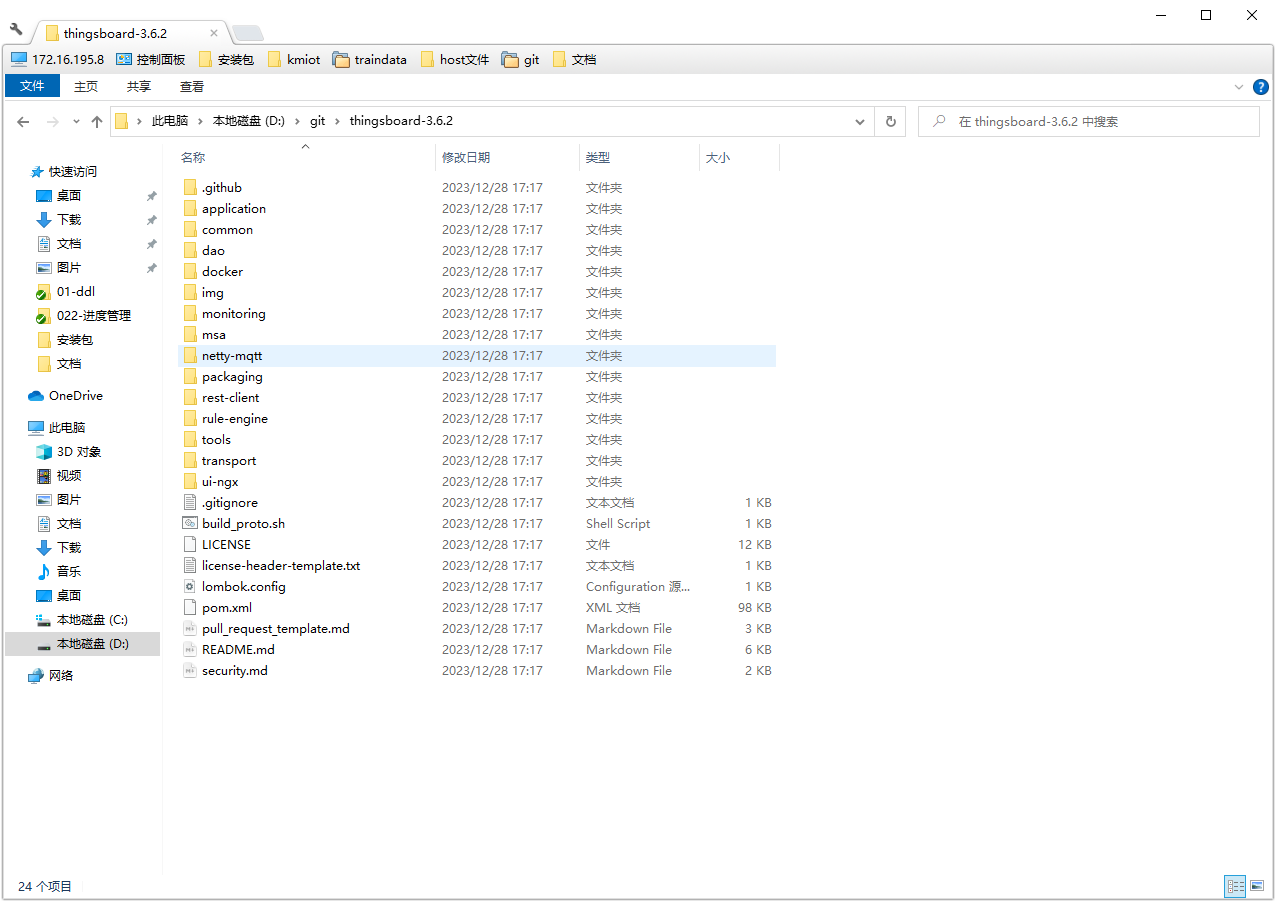 thingsboard-3.6.2
172.16.195.8 控制面板 安装包 kmiot traindata host文件 git 文档
文件 主页 共享 查看
此电脑 本地磁盘 (D:) git thingsboard-3.6.2
在 thingsboard-3.6.2 中搜索
快速访问
桌面
下载
文档
图片
01-ddl
022-进度管理
安装包
文档
OneDrive
此电脑
3D 对象
视频
图片
文档
下载
音乐
桌面
本地磁盘 (C:)
本地磁盘 (D:)
网络
名称 修改日期 类型 大小
.github 2023/12/28 17:17 文件夹
application 2023/12/28 17:17 文件夹
common 2023/12/28 17:17 文件夹
dao 2023/12/28 17:17 文件夹
docker 2023/12/28 17:17 文件夹
img 2023/12/28 17:17 文件夹
monitoring 2023/12/28 17:17 文件夹
msa 2023/12/28 17:17 文件夹
netty-mqtt 2023/12/28 17:17 文件夹
packaging 2023/12/28 17:17 文件夹
rest-client 2023/12/28 17:17 文件夹
rule-engine 2023/12/28 17:17 文件夹
tools 2023/12/28 17:17 文件夹
transport 2023/12/28 17:17 文件夹
ui-ngx 2023/12/28 17:17 文件夹
.gitignore 2023/12/28 17:17 文本文档 1 KB
build_proto.sh 2023/12/28 17:17 Shell Script 1 KB
LICENSE 2023/12/28 17:17 文件 12 KB
license-header-template.txt 2023/12/28 17:17 文本文档 1 KB
lombok.config 2023/12/28 17:17 Configuration 源... 1 KB
pom.xml 2023/12/28 17:17 XML 文档 98 KB
pull_request_template.md 2023/12/28 17:17 Markdown File 3 KB
README.md 2023/12/28 17:17 Markdown File 6 KB
security.md 2023/12/28 17:17 Markdown File 2 KB
24 个项目